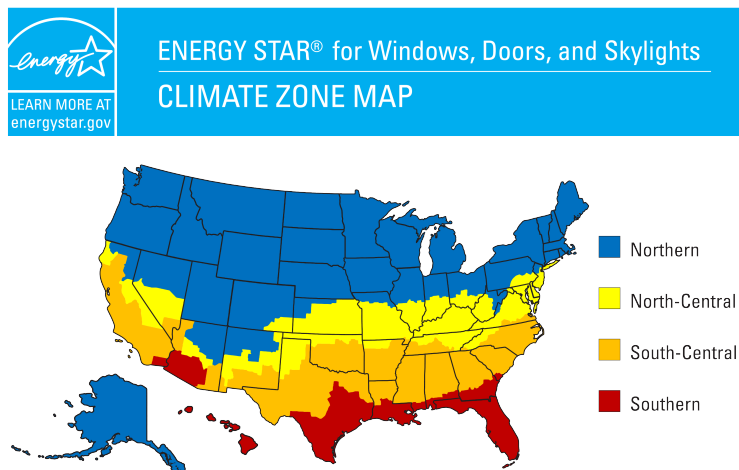 energy
LEARN MORE AT
energystar.gov
ENERGY STAR® for Windows, Doors, and Skylights
CLIMATE ZONE MAP
Northern
North-Central
South-Central
Southern